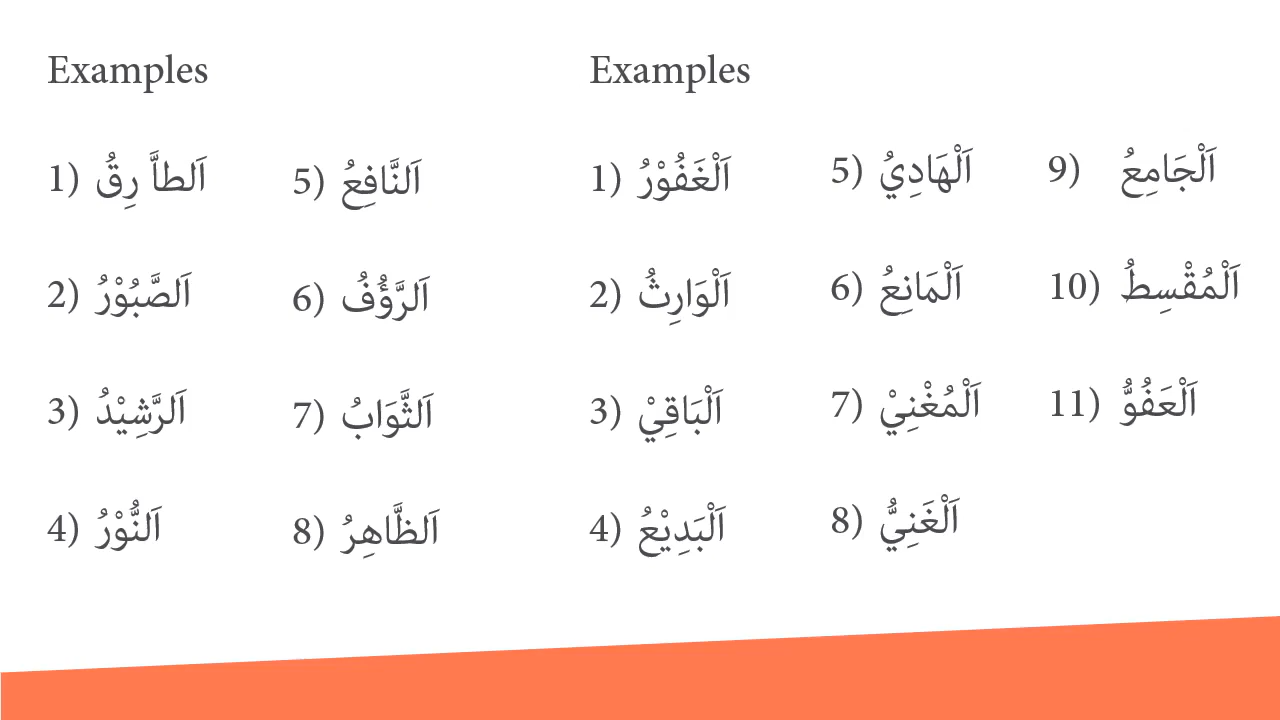 Examples
1) اَلطاَّ رِقُ
2) اَلصَّبُوْرُ
3) اَلرَّشِيْدُ
4) اَلنُّوْرُ
5) اَلنَّافِعُ
6) اَلرَّؤُفُ
7) اَلثَّوَابُ
8) اَلظَّاهِرُ
Examples
1) اَلْغَفُوْرُ
2) اَلْوَارِثُ
3) اَلْبَاقِيْ
4) اَلْبَدِيْعُ
5) اَلْهَادِيُ
6) اَلْمَانِعُ
7) اَلْمُغْنِيْ
8) اَلْغَنِيُّ
9) اَلْجَامِعُ
10) اَلْمُقْسِطُ
11) اَلْعَفُوُّ